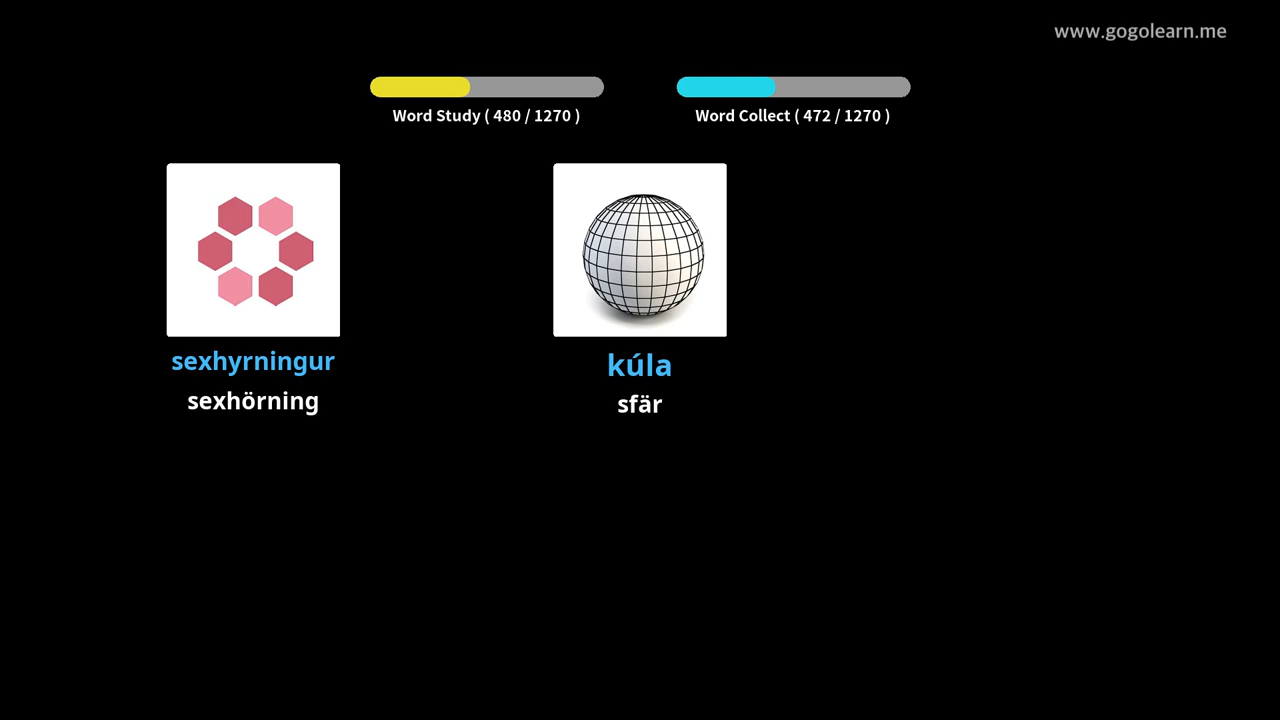 www.gogolearn.me
Word Study ( 480 / 1270 )
Word Collect ( 472 / 1270 )
sexhyrningur
sexhörning
kúla
sfär